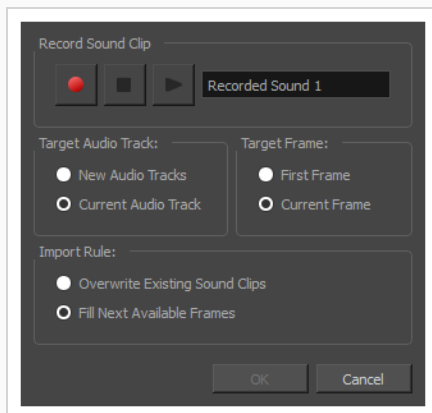 Record Sound Clip
Recorded Sound 1
Target Audio Track:
New Audio Tracks
Current Audio Track
Target Frame:
First Frame
Current Frame
Import Rule:
Overwrite Existing Sound Clips
Fill Next Available Frames
OK
Cancel